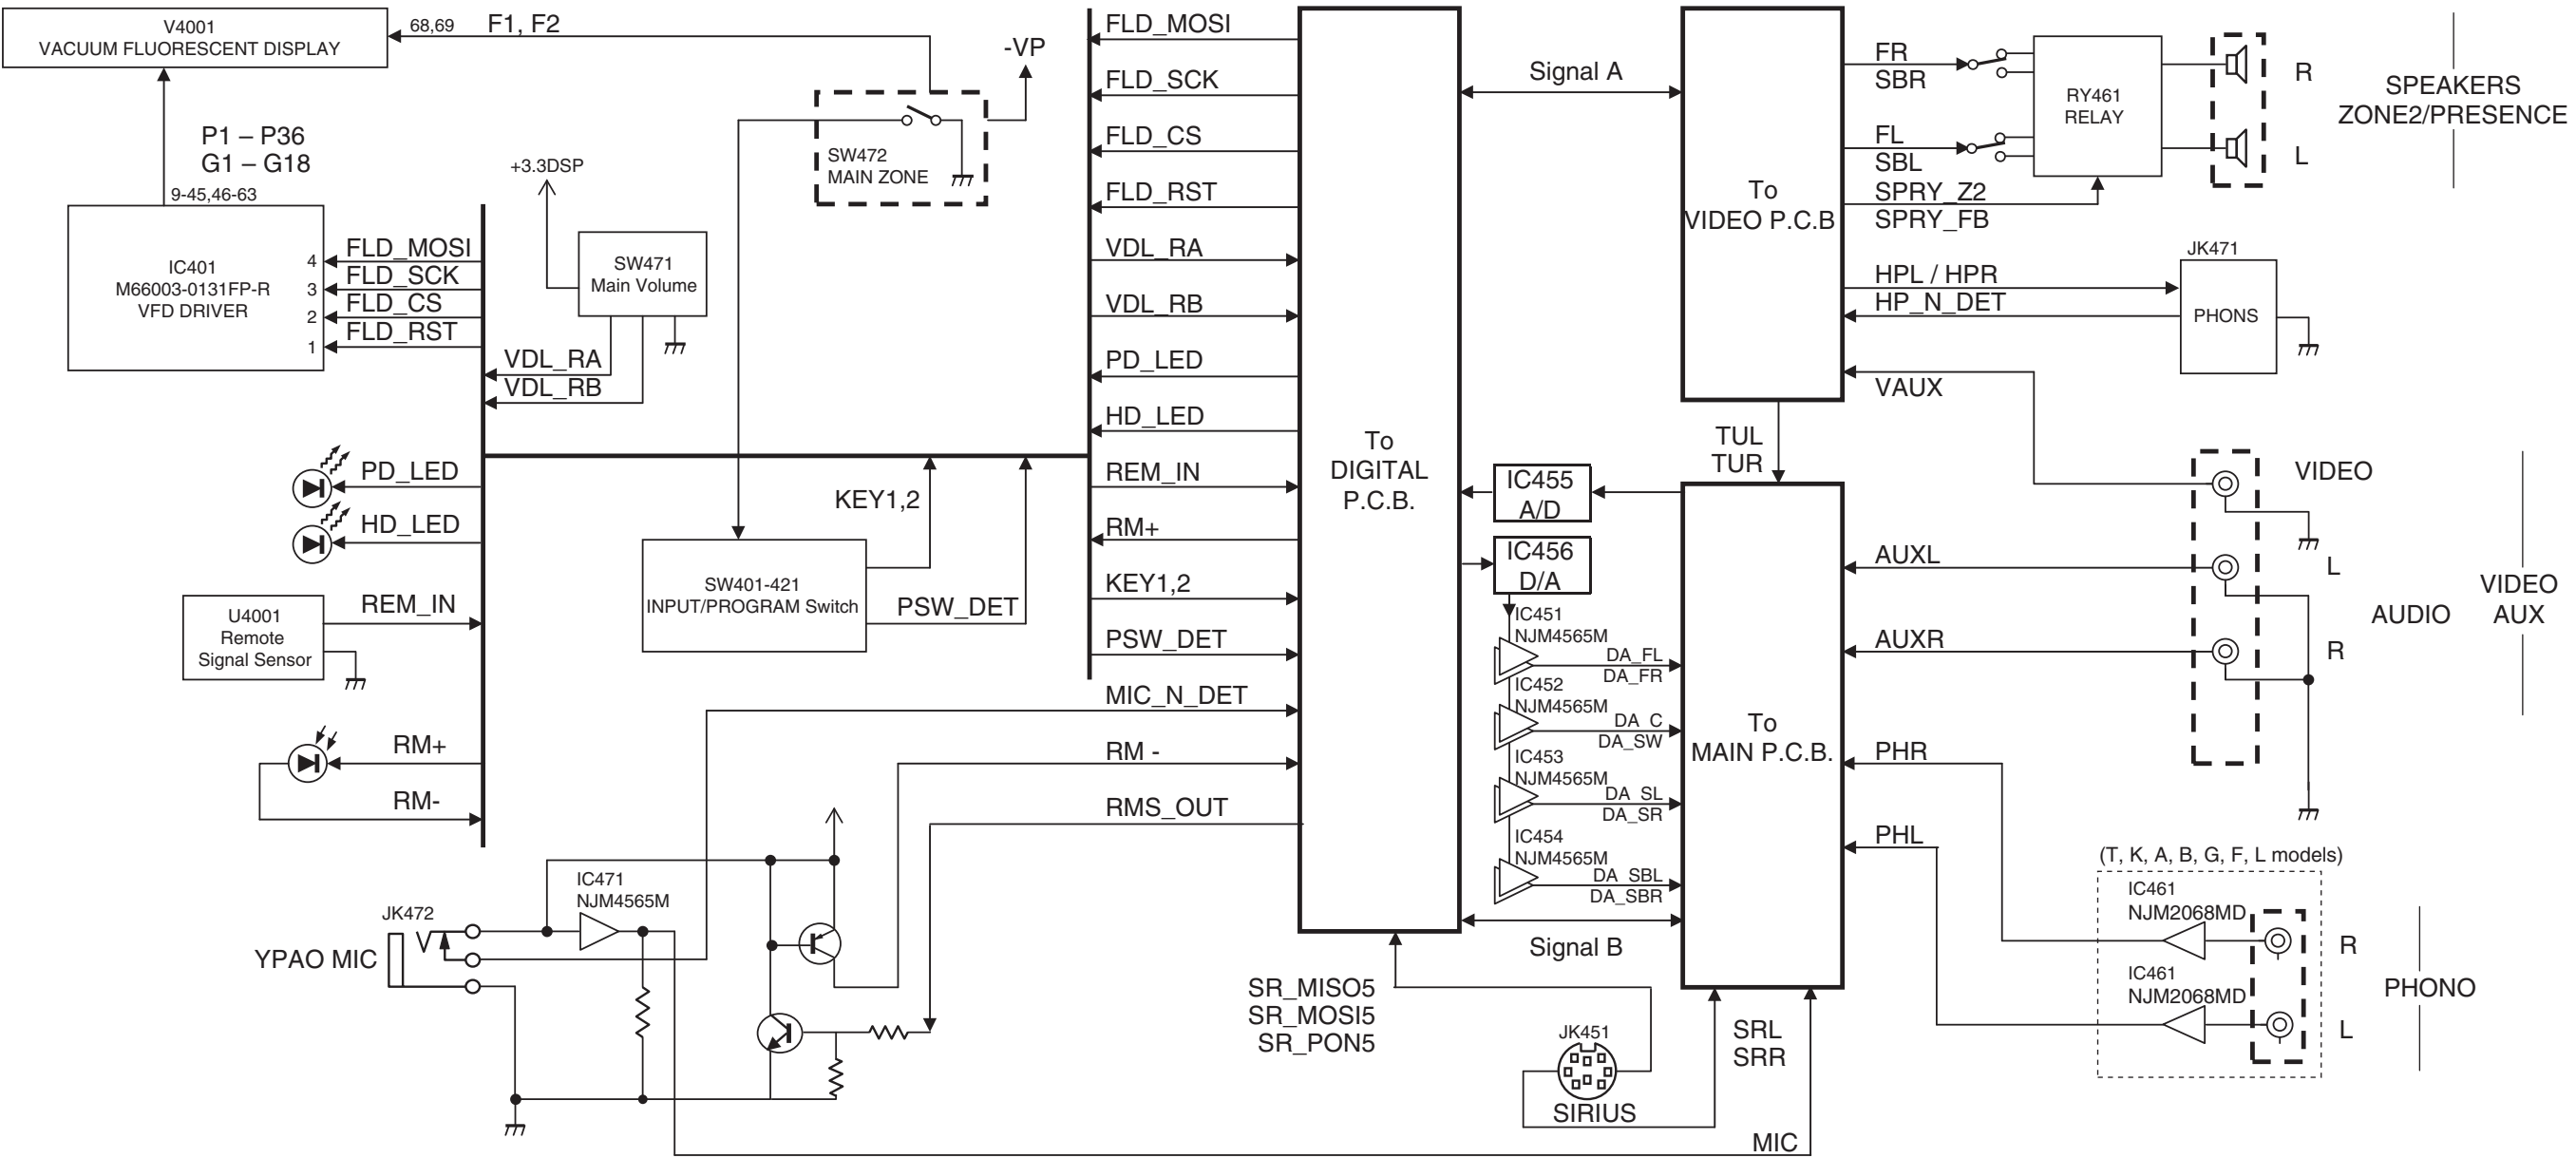 V4001
VACUUM FLUORESCENT DISPLAY
68,69
F1, F2
P1 – P36
G1 – G18
9-45,46-63
IC401
M66003-0131FP-R
VFD DRIVER
4
3
2
1
FLD_MOSI
FLD_SCK
FLD_CS
FLD_RST
+3.3DSP
SW471
Main Volume
VDL_RA
VDL_RB
-VP
SW472
MAIN ZONE
PD_LED
HD_LED
U4001
Remote
Signal Sensor
REM_IN
RM+
RM-
KEY1,2
SW401-421
INPUT/PROGRAM Switch
PSW_DET
IC471
NJM4565M
JK472
YPAO MIC
FLD_MOSI
FLD_SCK
FLD_CS
FLD_RST
VDL_RA
VDL_RB
PD_LED
HD_LED
REM_IN
RM+
KEY1,2
PSW_DET
MIC_N_DET
RM -
RMS_OUT
To
DIGITAL
P.C.B.
Signal A
IC455
A/D
IC456
D/A
IC451
NJM4565M
DA_FL
DA_FR
IC452
NJM4565M
DA_C
DA_SW
IC453
NJM4565M
DA_SL
DA_SR
IC454
NJM4565M
DA_SBL
DA_SBR
Signal B
SR_MISO5
SR_MOSI5
SR_PON5
JK451
SIRIUS
SRL
SRR
MIC
To
VIDEO P.C.B
TUL
TUR
To
MAIN P.C.B.
FR
SBR
FL
SBL
SPRY_Z2
SPRY_FB
RY461
RELAY
R
L
SPEAKERS
ZONE2/PRESENCE
HPL / HPR
HP_N_DET
JK471
PHONS
VAUX
VIDEO
AUXL
L
AUXR
R
AUDIO
VIDEO
AUX
PHR
PHL
(T, K, A, B, G, F, L models)
IC461
NJM2068MD
R
IC461
NJM2068MD
L
PHONO